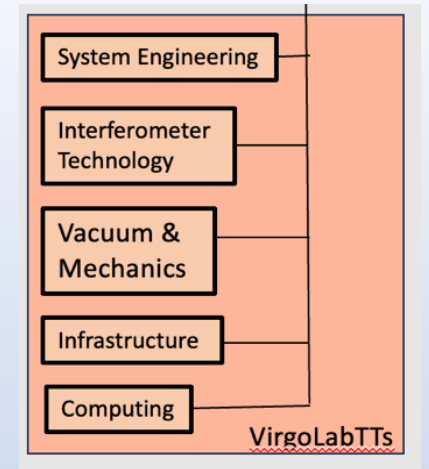 System Engineering
Interferometer
Technology
Vacuum &
Mechanics
Infrastructure
Computing
VirgoLabTTs